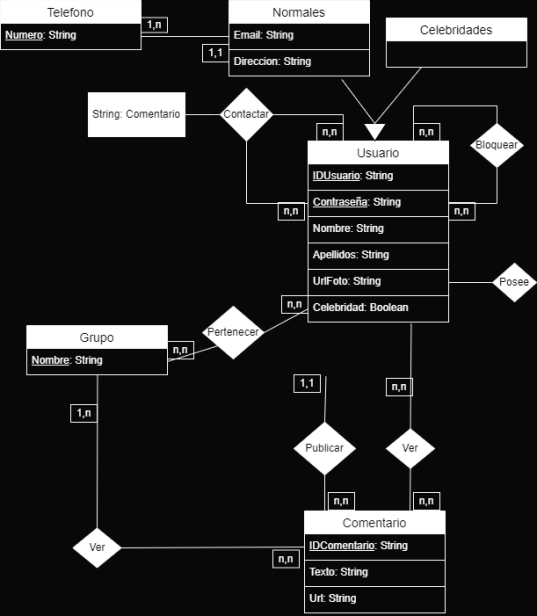 Telefono
Numero: String
1,n
Normales
Email: String
Direccion: String
1,1
Celebridades
String: Comentario
Contactar
n,n
n,n
Bloquear
n,n
n,n
Usuario
IDUsuario: String
Contraseña: String
Nombre: String
Apellidos: String
UrlFoto: String
Celebridad: Boolean
Posee
n,n
Pertenecer
Grupo
Nombre: String
n,n
1,n
1,1
n,n
Publicar
Ver
n,n
n,n
Comentario
IDComentario: String
Texto: String
Url: String
Ver
n,n